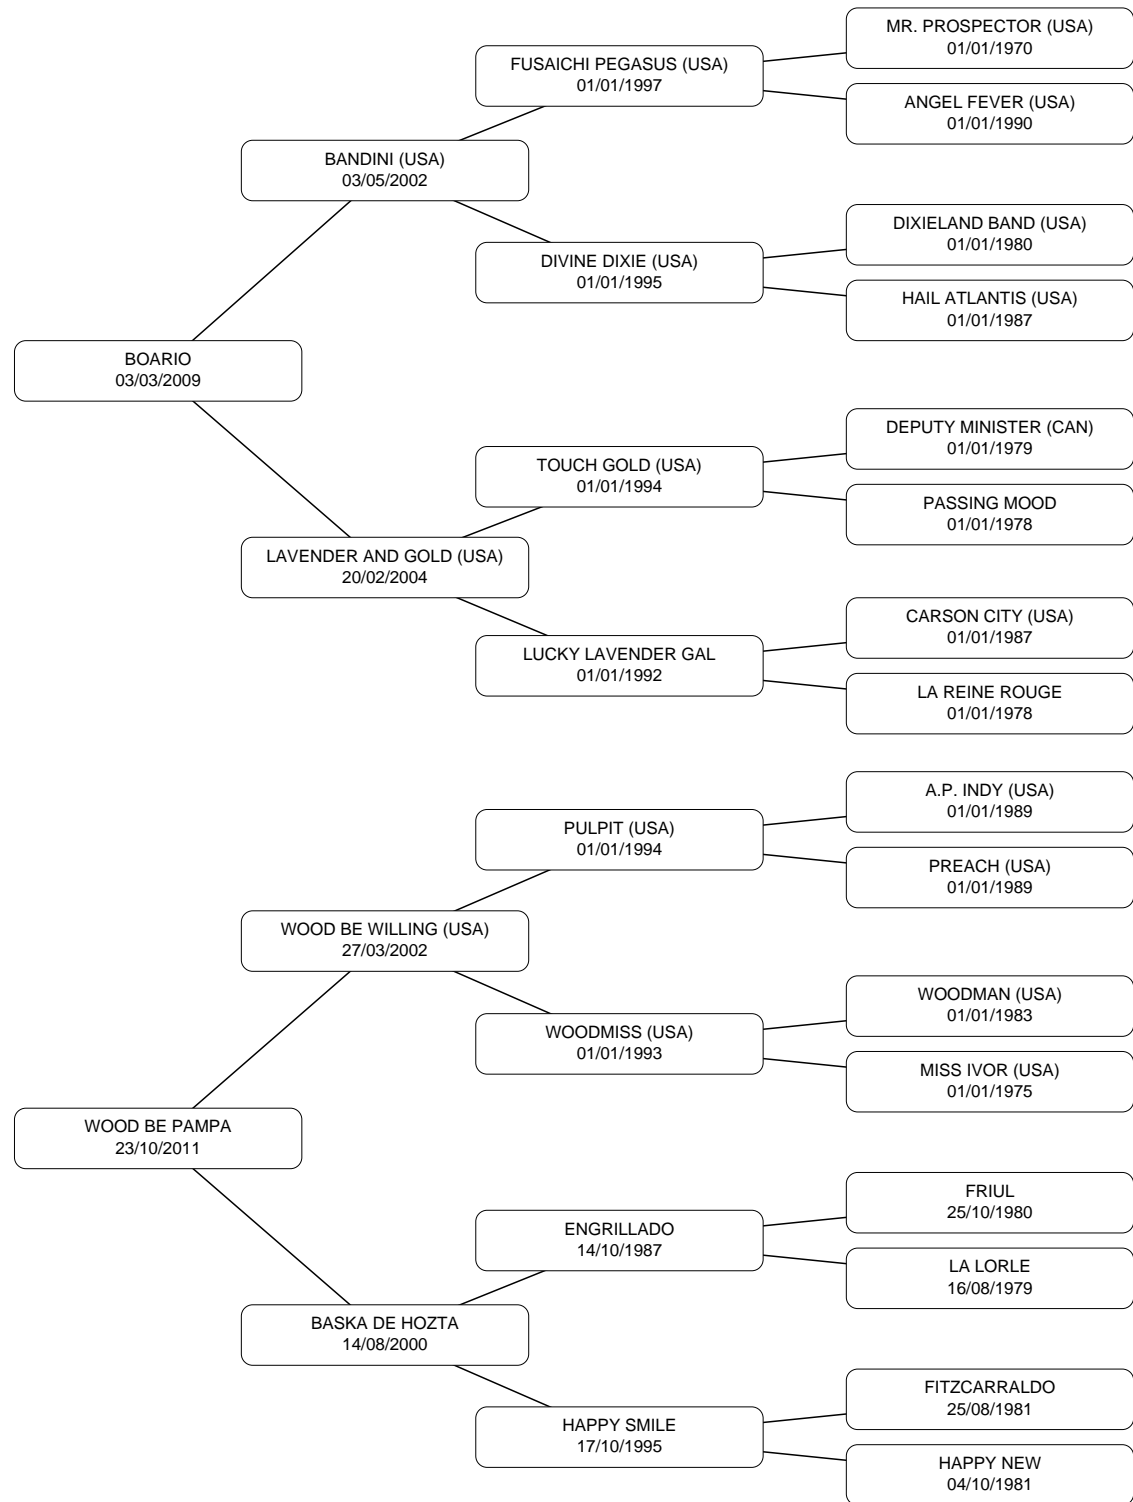 MR. PROSPECTOR (USA)
01/01/1970
FUSAICHI PEGASUS (USA)
01/01/1997
ANGEL FEVER (USA)
01/01/1990
BANDINI (USA)
03/05/2002
DIXIELAND BAND (USA)
01/01/1980
DIVINE DIXIE (USA)
01/01/1995
HAIL ATLANTIS (USA)
01/01/1987
BOARIO
03/03/2009
DEPUTY MINISTER (CAN)
01/01/1979
TOUCH GOLD (USA)
01/01/1994
PASSING MOOD
01/01/1978
LAVENDER AND GOLD (USA)
20/02/2004
CARSON CITY (USA)
01/01/1987
LUCKY LAVENDER GAL
01/01/1992
LA REINE ROUGE
01/01/1978
A.P. INDY (USA)
01/01/1989
PULPIT (USA)
01/01/1994
PREACH (USA)
01/01/1989
WOOD BE WILLING (USA)
27/03/2002
WOODMAN (USA)
01/01/1983
WOODMISS (USA)
01/01/1993
MISS IVOR (USA)
01/01/1975
WOOD BE PAMPA
23/10/2011
FRIUL
25/10/1980
ENGRILLADO
14/10/1987
LA LORLE
16/08/1979
BASKA DE HOZTA
14/08/2000
FITZCARRALDO
25/08/1981
HAPPY SMILE
17/10/1995
HAPPY NEW
04/10/1981